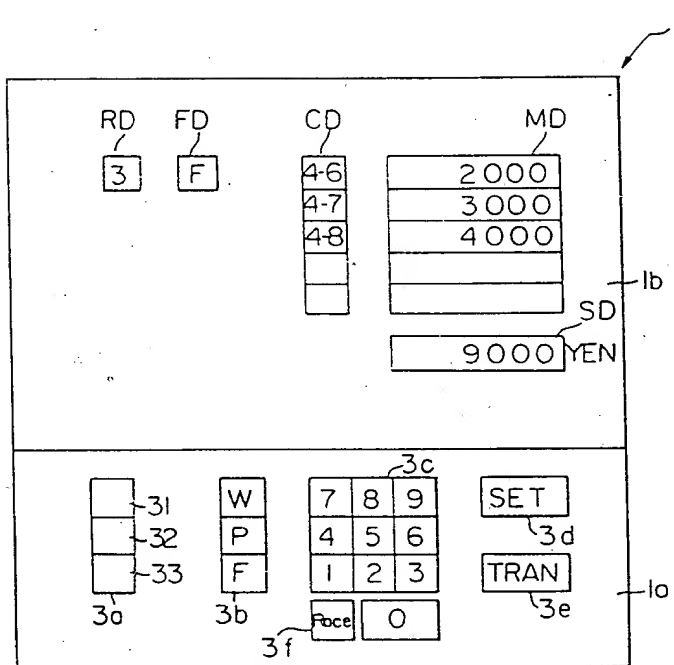 RD FD CD MD
3 F 4-6 2000
4-7 3000
4-8 4000
1b
SD
9000 YEN
3c
31 W 7 8 9 SET
32 P 4 5 6 3d
33 F 1 2 3 TRAN
3a 3b 3e 1a
3f Race 0